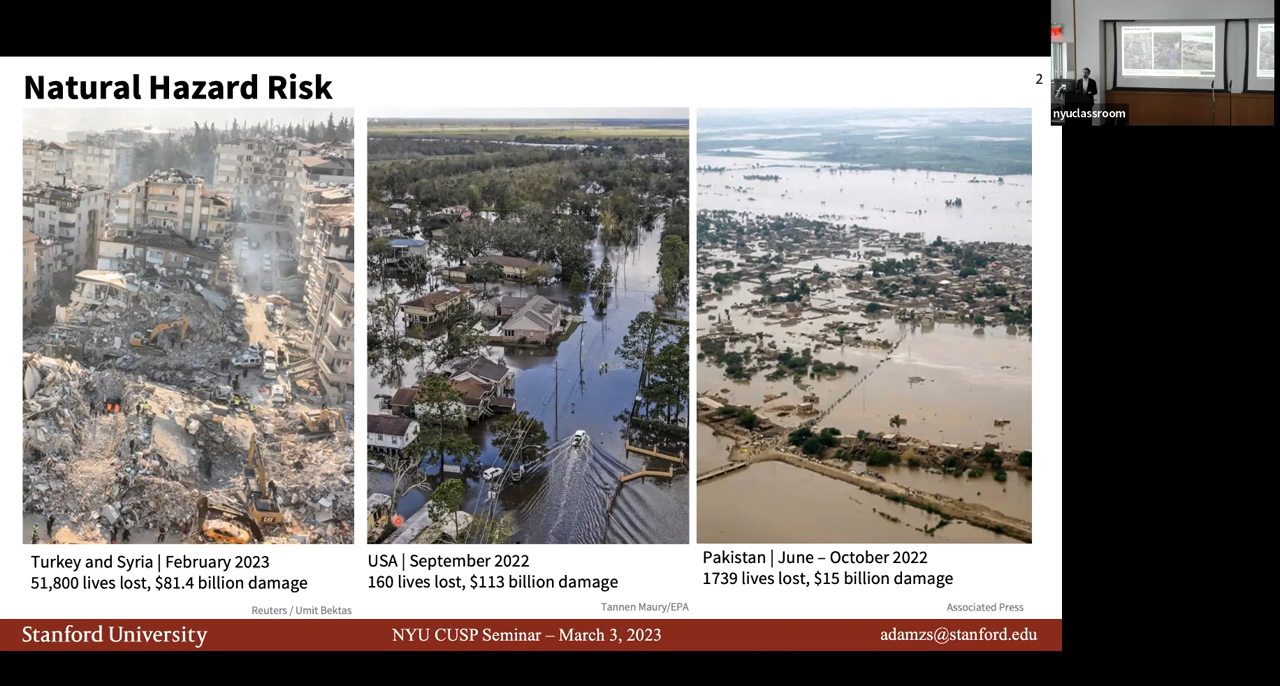 Natural Hazard Risk
2
nyuclassroom
Turkey and Syria | February 2023
51,800 lives lost, $81.4 billion damage
Reuters / Umit Bektas
USA | September 2022
160 lives lost, $113 billion damage
Tannen Maury/EPA
Pakistan | June – October 2022
1739 lives lost, $15 billion damage
Associated Press
Stanford University
NYU CUSP Seminar – March 3, 2023
adamzs@stanford.edu